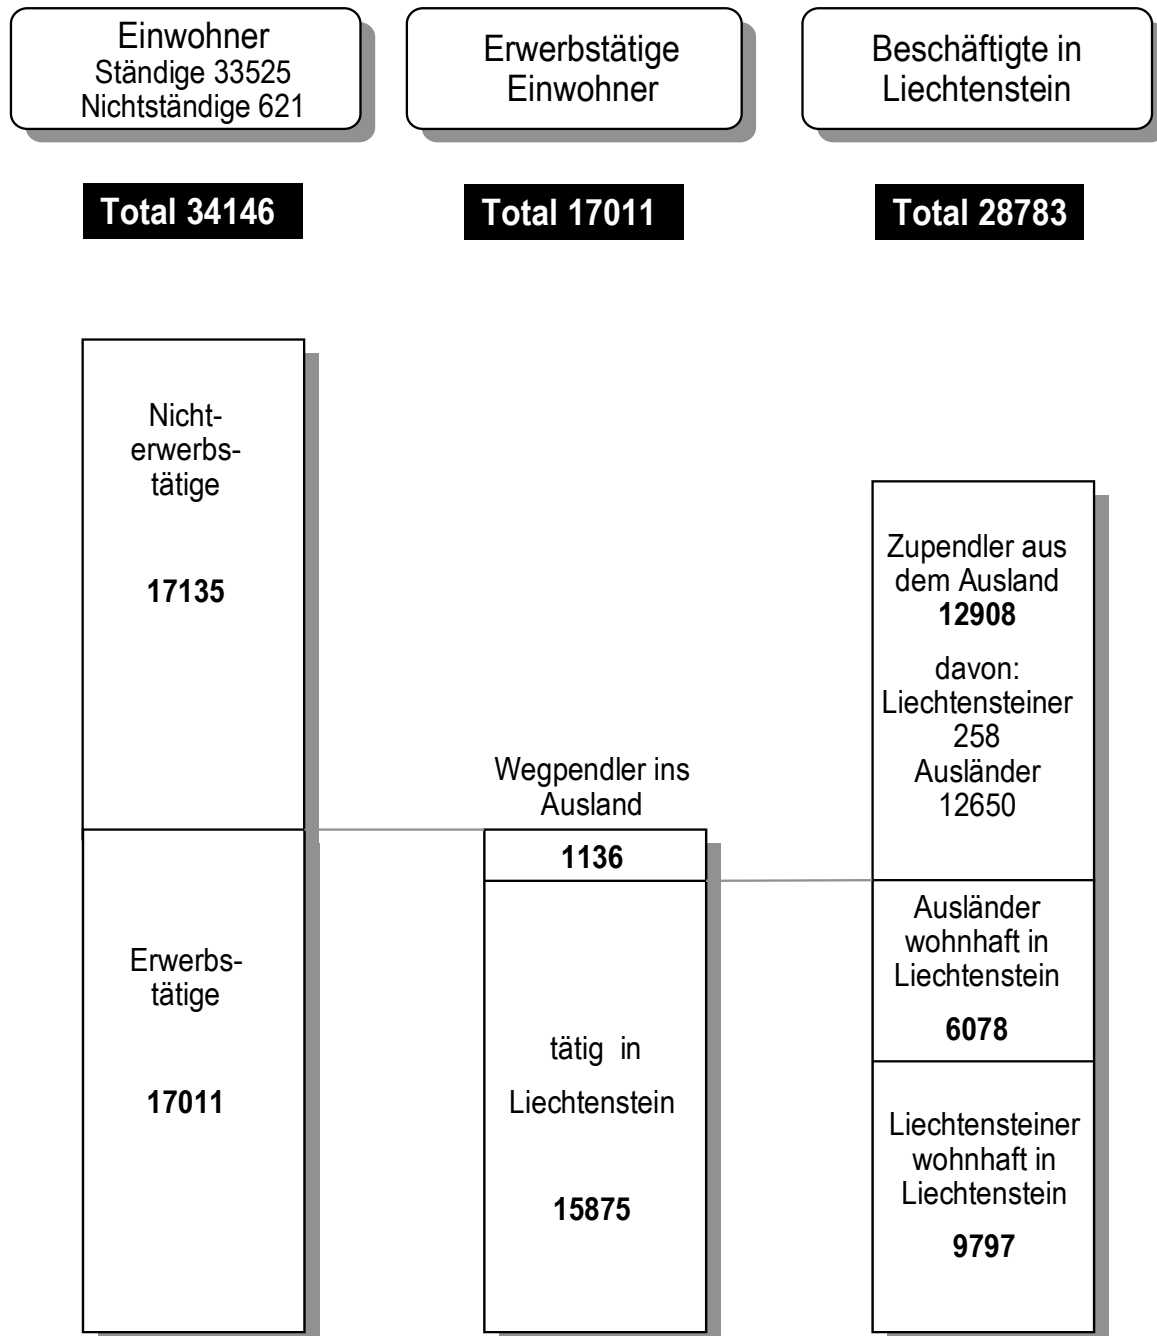 Einwohner
Ständige 33525
Nichtständige 621
Erwerbstätige
Einwohner
Beschäftigte in
Liechtenstein
Total 34146
Total 17011
Total 28783
Nicht-
erwerbs-
tätige
17135
Erwerbs-
tätige
17011
Wegpendler ins
Ausland
1136
tätig in
Liechtenstein
15875
Zupendler aus
dem Ausland
12908
davon:
Liechtensteiner
258
Ausländer
12650
Ausländer
wohnhaft in
Liechtenstein
6078
Liechtensteiner
wohnhaft in
Liechtenstein
9797